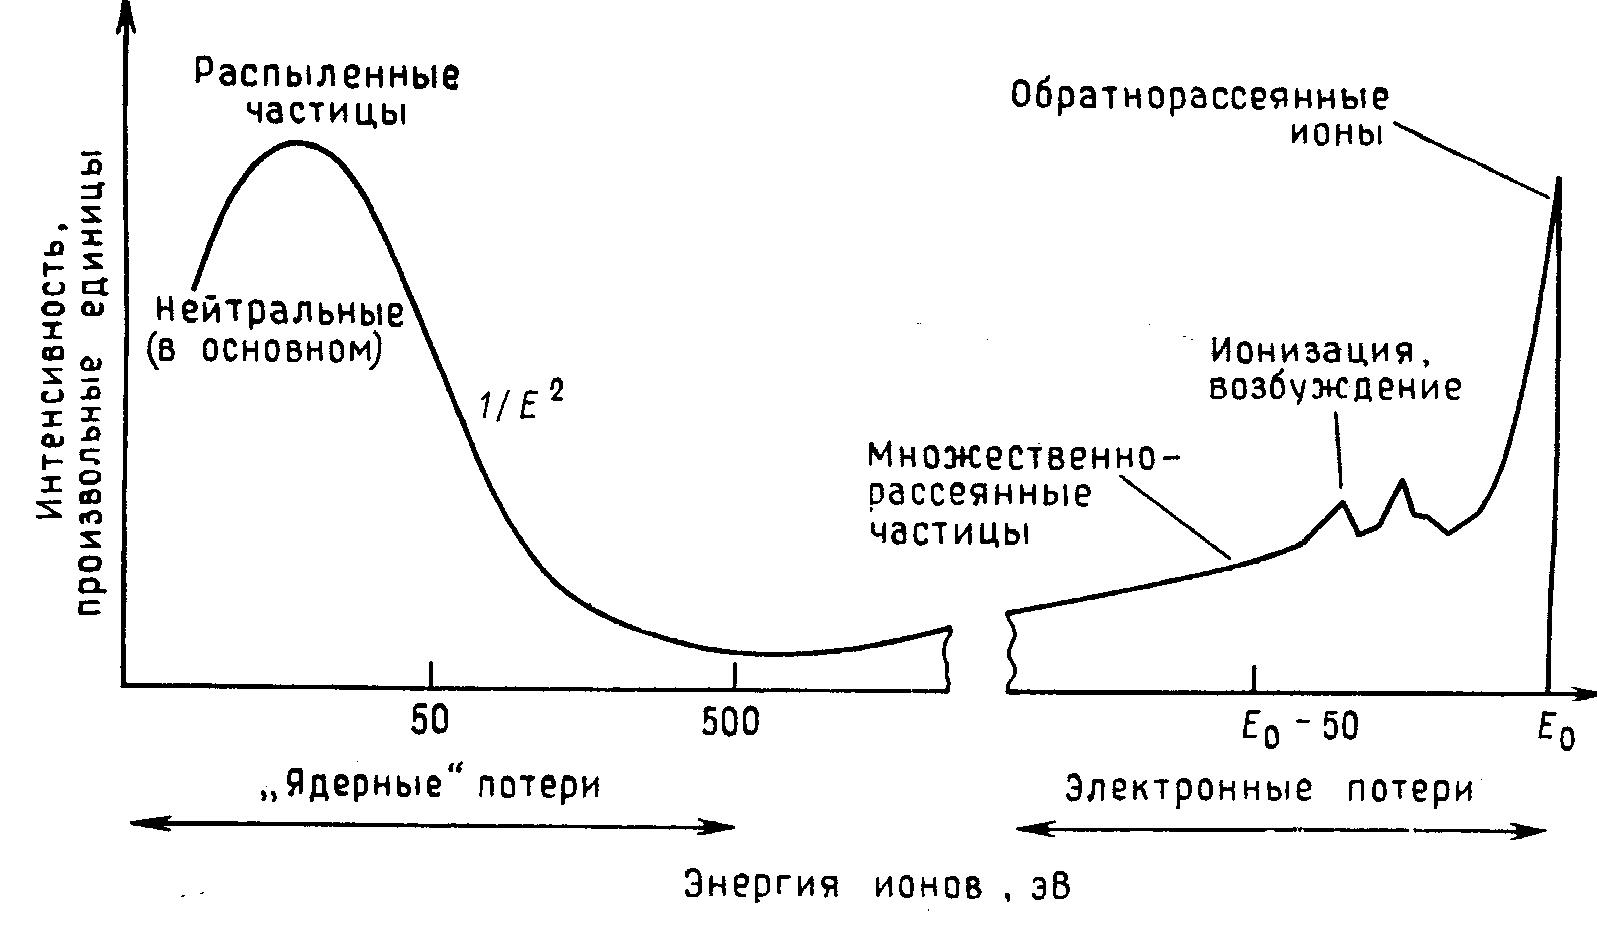 Распыленные
частицы
Обратнорассеянные
ионы
Интенсивность,
произвольные единицы
Нейтральные
(в основном)
1/E²
Ионизация,
возбуждение
Множественно-
рассеянные
частицы
50
500
E₀ - 50
E₀
„Ядерные“ потери
Электронные потери
Энергия ионов, эв